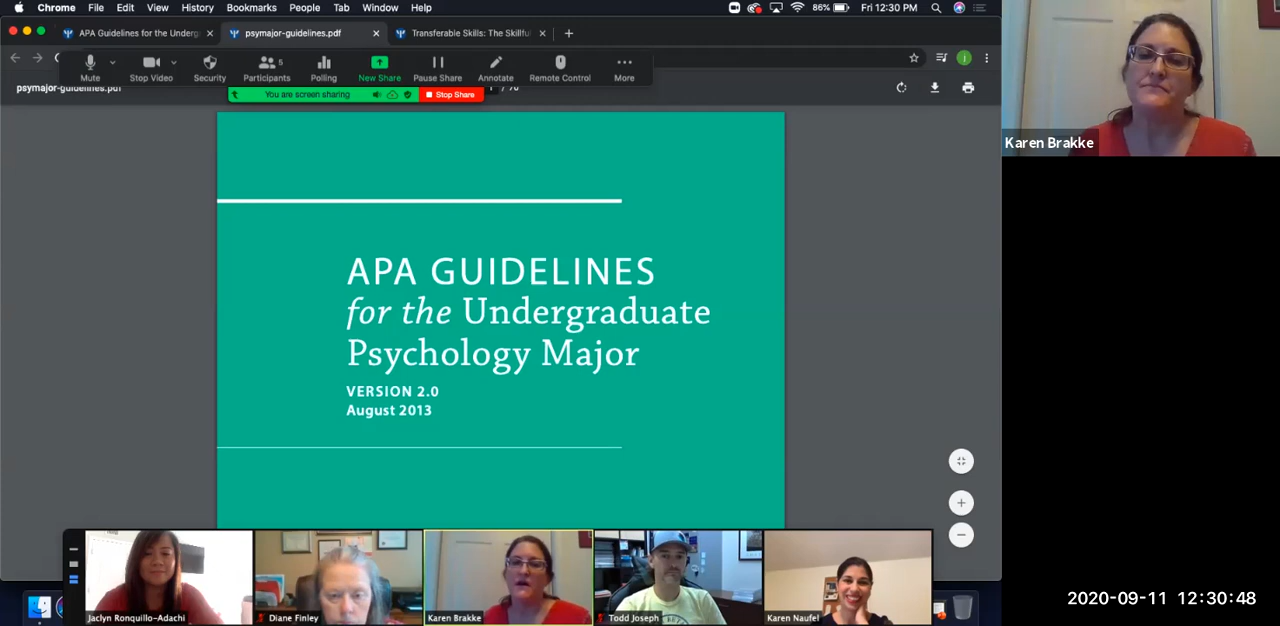 Chrome File Edit View History Bookmarks People Tab Window Help 86% Fri 12:30 PM
APA Guidelines for the Underg
psymajor-guidelines.pdf
Transferable Skills: The Skillfu
Mute Stop Video Security Participants 5 Polling New Share Pause Share Annotate Remote Control More
psymajor-guidelines.pdf
You are screen sharing Stop Share
APA GUIDELINES
for the Undergraduate
Psychology Major
VERSION 2.0
August 2013
Karen Brakke
Jaclyn Ronquillo-Adachi
Diane Finley
Karen Brakke
Todd Joseph
Karen Naufel
2020-09-11 12:30:48